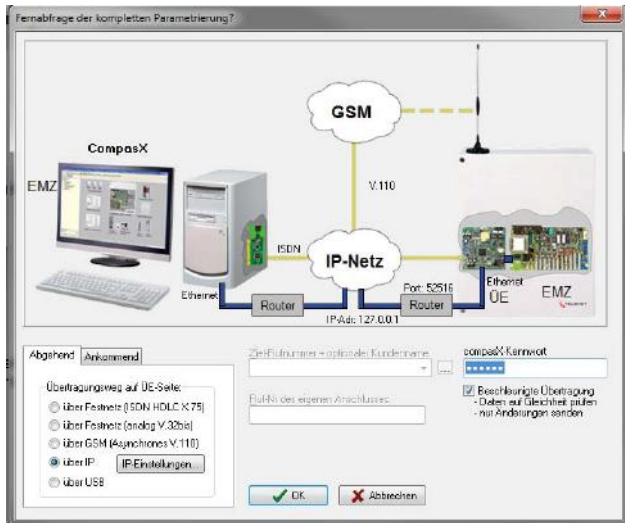 Fernabfrage der kompletten Parametrierung?
GSM
CompasX
EMZ
V.110
ISDN
IP-Netz
Port: 52516
Ethernet
Router
Router
Ethernet
ÜE
EMZ
IP-Adr: 127.0.0.1
Abgehend
Ankommend
Ziel-Rufnummer + optionaler Kundenname
compasX-Kennwort
...
Übertragungsweg auf ÜE-Seite:
über Festnetz (ISDN HDLC X.75)
über Festnetz (analog V.32bis)
über GSM (Asynchrones V.110)
über IP
IP-Einstellungen...
über USB
Ruf-Nr. des eigenen Anschlusses
Beschleunigte Übertragung
- Daten auf Gleichheit prüfen
- nur Änderungen senden
OK
Abbrechen